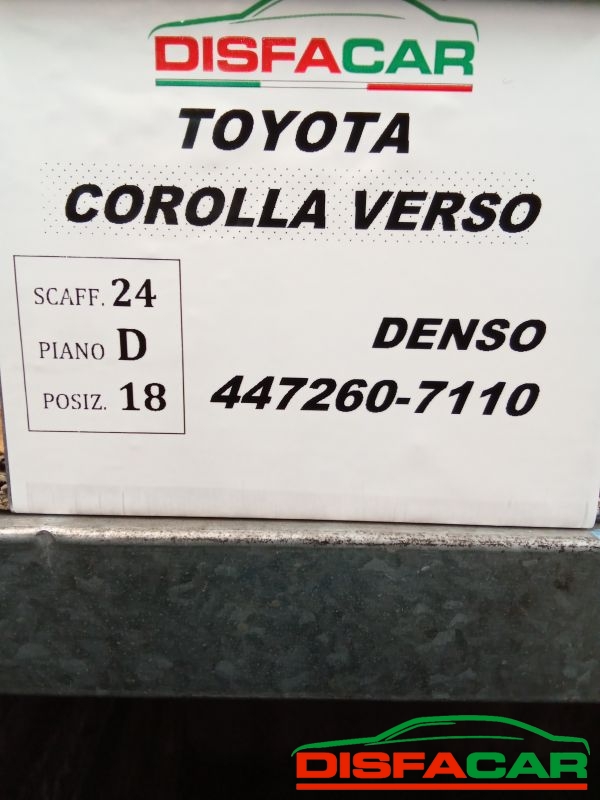 DISFACAR
TOYOTA
COROLLA VERSO
SCAFF. 24
PIANO D
POSIZ. 18
DENSO
447260-7110
DISFACAR